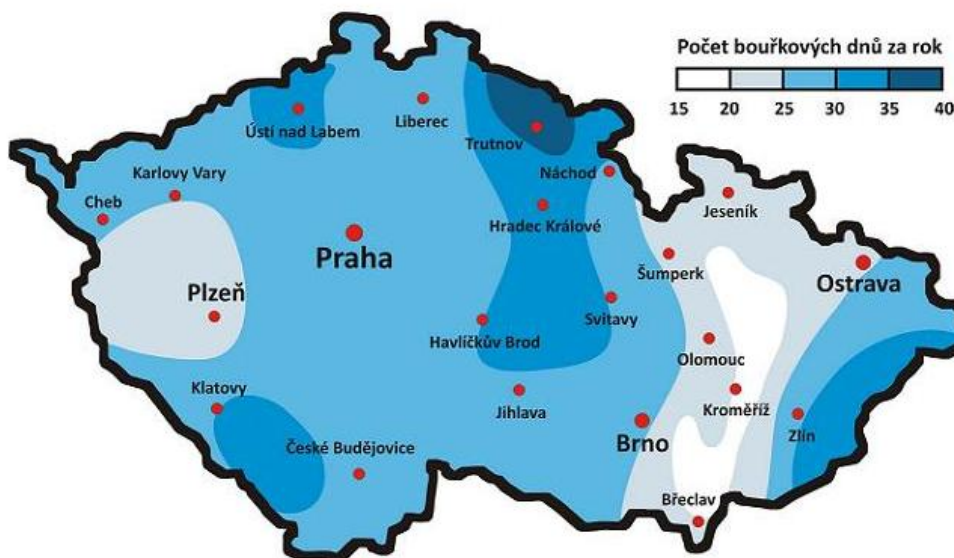 Počet bouřkových dnů za rok
15 20 25 30 35 40
Ústí nad Labem
Liberec
Trutnov
Náchod
Karlovy Vary
Cheb
Jeseník
Hradec Králové
Praha
Šumperk
Ostrava
Plzeň
Svitavy
Havlíčkův Brod
Olomouc
Klatovy
Jihlava
Kroměříž
Zlín
Brno
České Budějovice
Břeclav